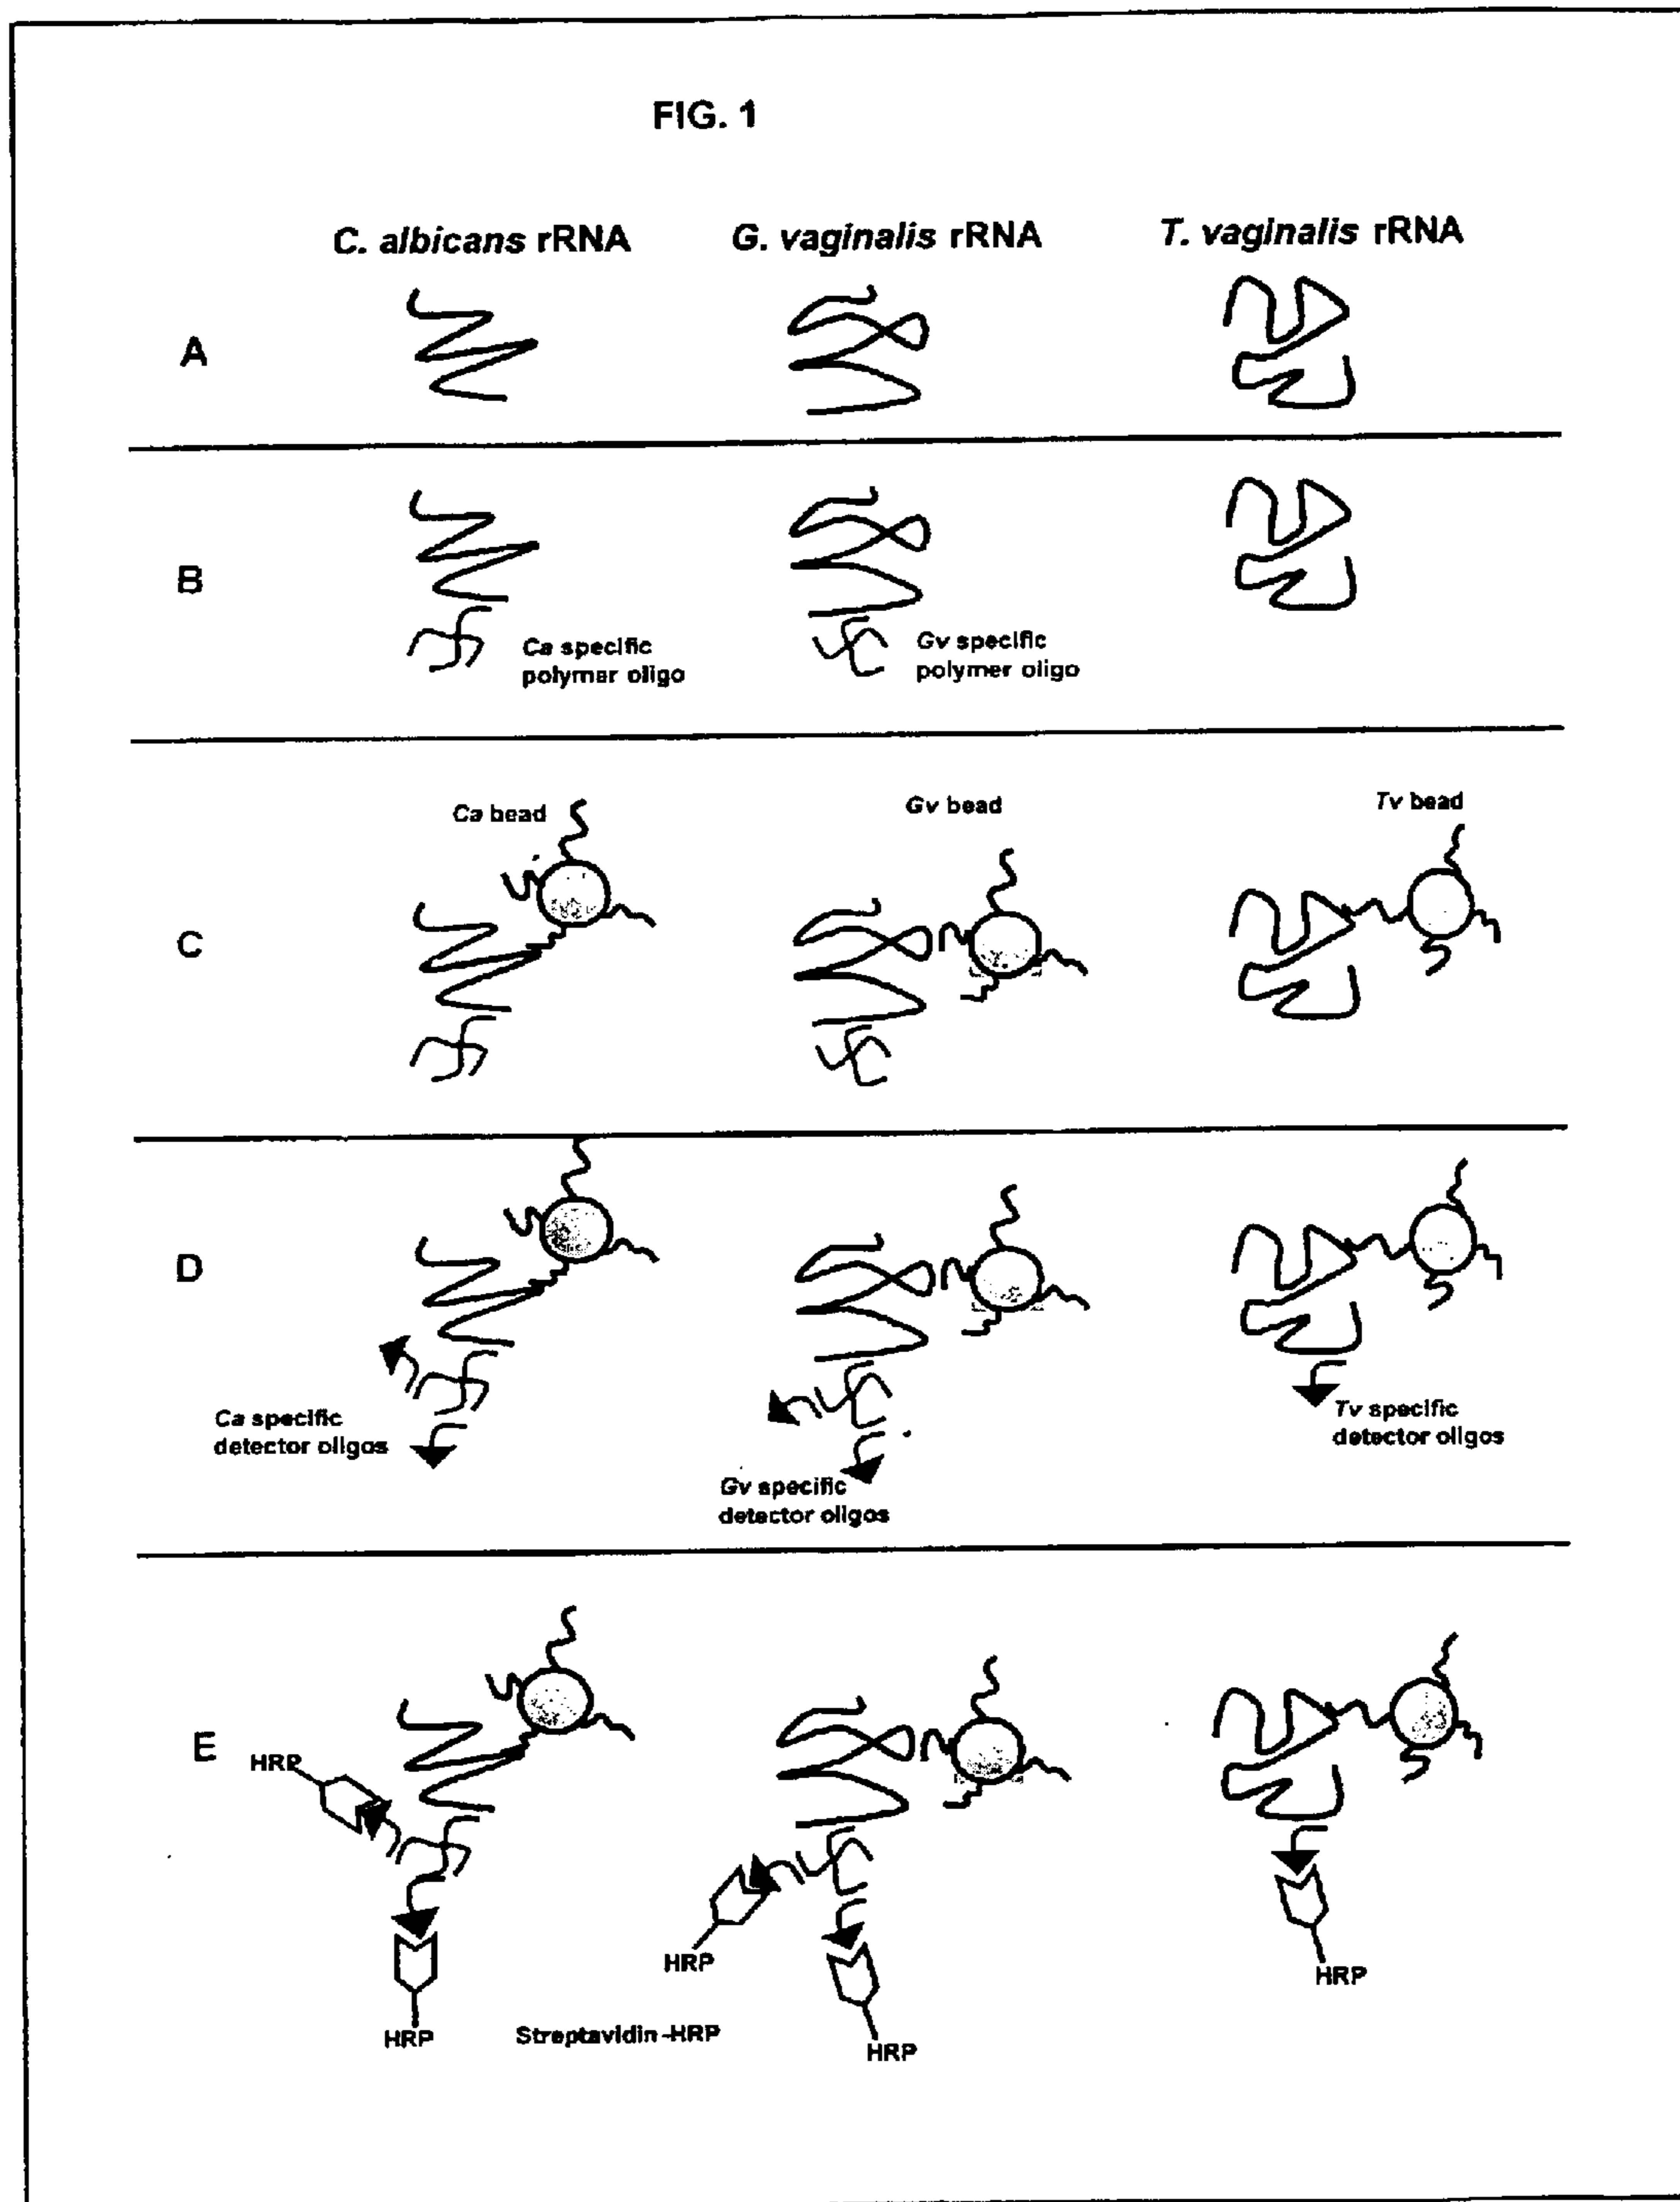 FIG. 1
C. albicans rRNA G. vaginalis rRNA T. vaginalis rRNA
A
B
Ca specific
polymer oligo
Gv specific
polymer oligo
Ca bead
Gv bead
Tv bead
C
D
Ca specific
detector oligos
Gv specific
detector oligos
Tv specific
detector oligos
E
HRP
HRP
HRP
HRP
Streptavidin-HRP
HRP